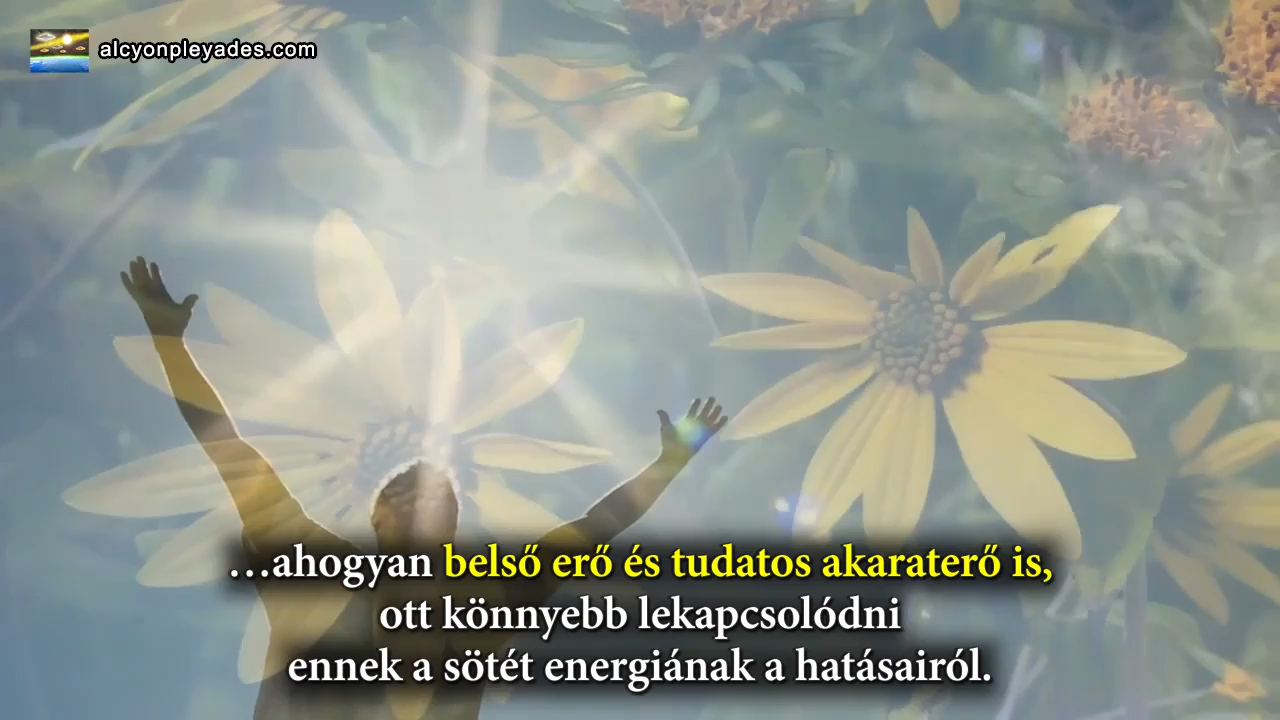 alcyonpleyades.com
…ahogyan belső erő és tudatos akaraterő is,
ott könnyebb lekapcsolódni
ennek a sötét energiának a hatásairól.